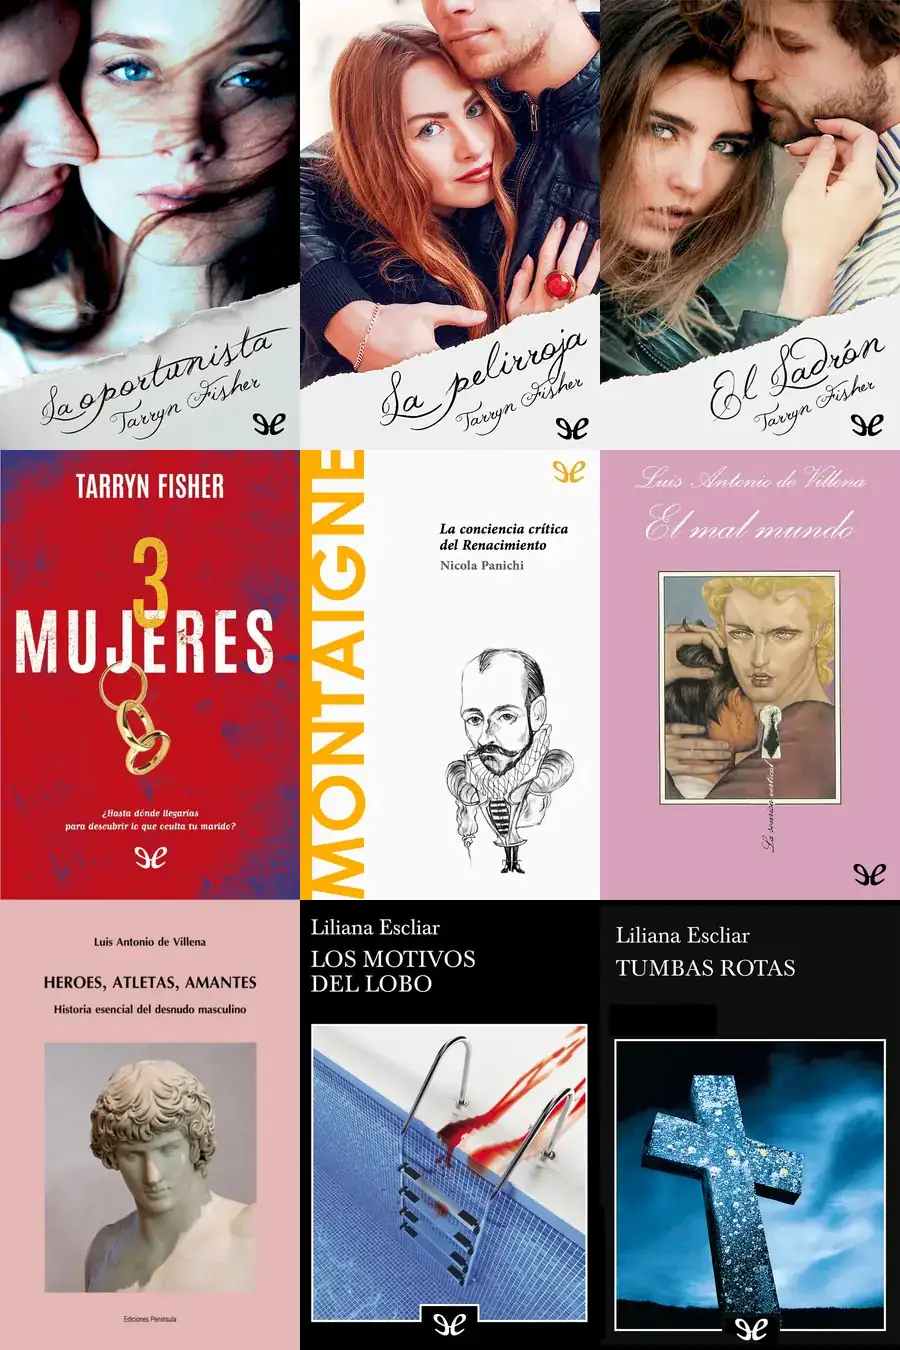 La oportunista
Tarryn Fisher
La pelirroja
Tarryn Fisher
El Ladrón
Tarryn Fisher
TARRYN FISHER
3
MUJERES
¿Hasta dónde llegarías
para descubrir lo que oculta tu marido?
MONTAIGNE
La conciencia crítica
del Renacimiento
Nicola Panichi
Luis Antonio de Villena
El mal mundo
La sonrisa vertical
Luis Antonio de Villena
HEROES, ATLETAS, AMANTES
Historia esencial del desnudo masculino
Ediciones Península
Liliana Escliar
LOS MOTIVOS
DEL LOBO
Liliana Escliar
TUMBAS ROTAS